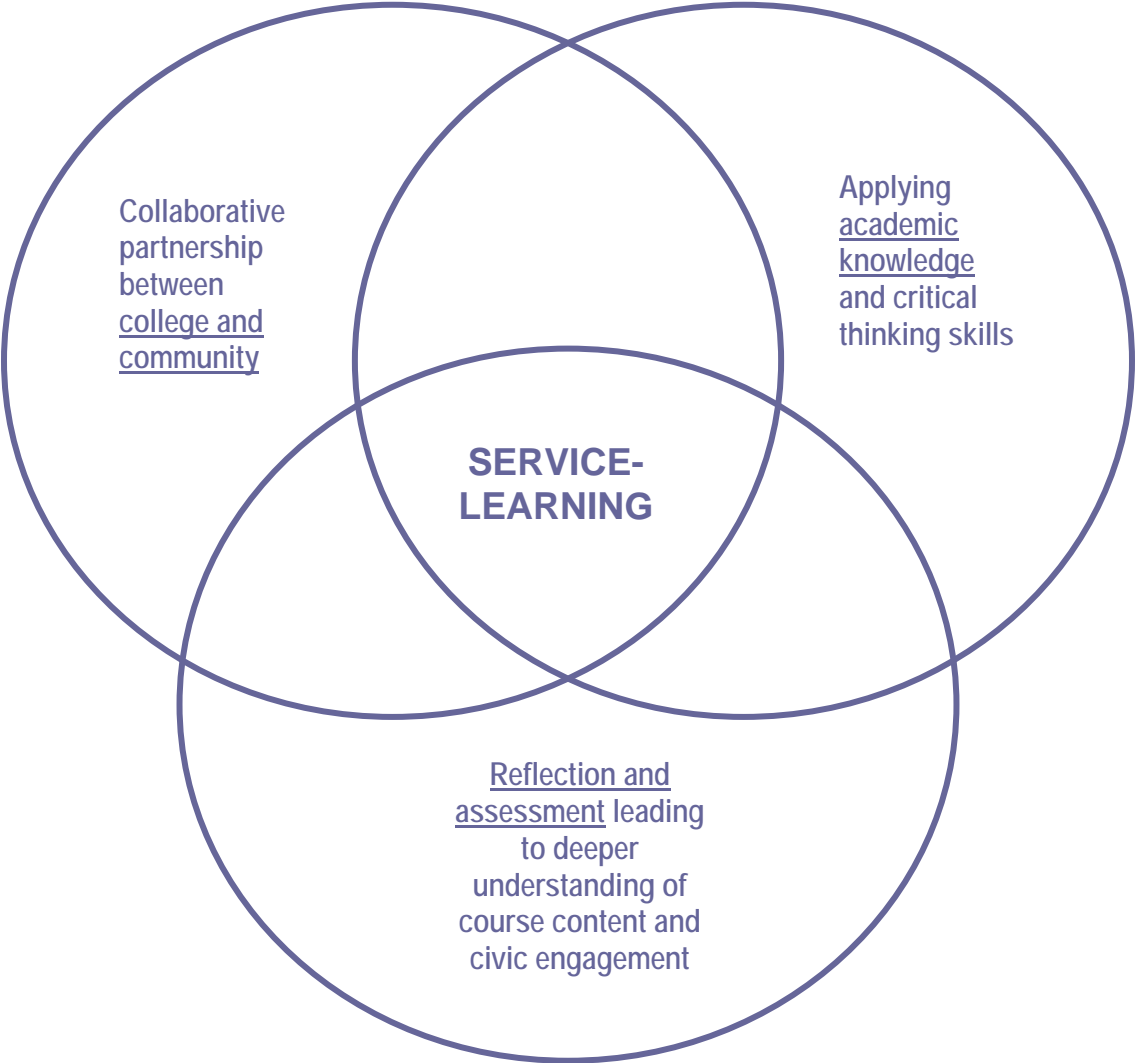 Collaborative
partnership
between
college and
community
Applying
academic
knowledge
and critical
thinking skills
SERVICE-
LEARNING
Reflection and
assessment leading
to deeper
understanding of
course content and
civic engagement